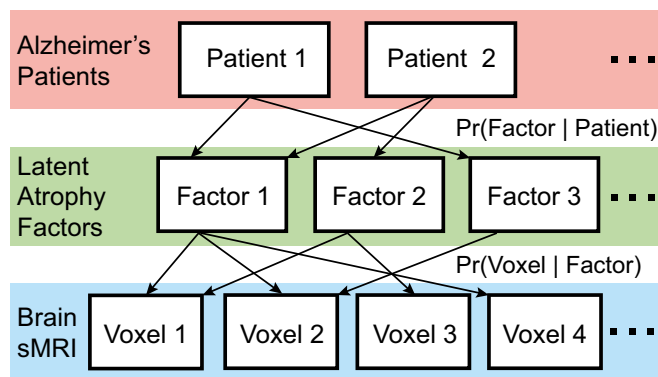 Alzheimer's
Patients
Patient 1
Patient 2
Pr(Factor | Patient)
Latent
Atrophy
Factors
Factor 1
Factor 2
Factor 3
Pr(Voxel | Factor)
Brain
sMRI
Voxel 1
Voxel 2
Voxel 3
Voxel 4